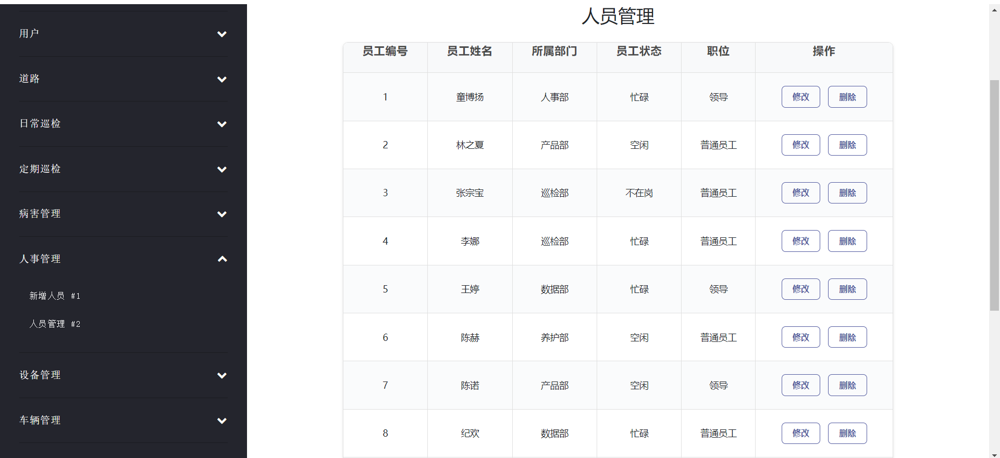 用户
道路
日常巡检
定期巡检
病害管理
人事管理
新增人员 #1
人员管理 #2
设备管理
车辆管理
人员管理
员工编号 员工姓名 所属部门 员工状态 职位 操作
1 童博扬 人事部 忙碌 领导 修改 删除
2 林之夏 产品部 空闲 普通员工 修改 删除
3 张宗宝 巡检部 不在岗 普通员工 修改 删除
4 李娜 巡检部 忙碌 普通员工 修改 删除
5 王婷 数据部 忙碌 领导 修改 删除
6 陈赫 养护部 空闲 普通员工 修改 删除
7 陈诺 产品部 空闲 领导 修改 删除
8 纪欢 数据部 忙碌 普通员工 修改 删除